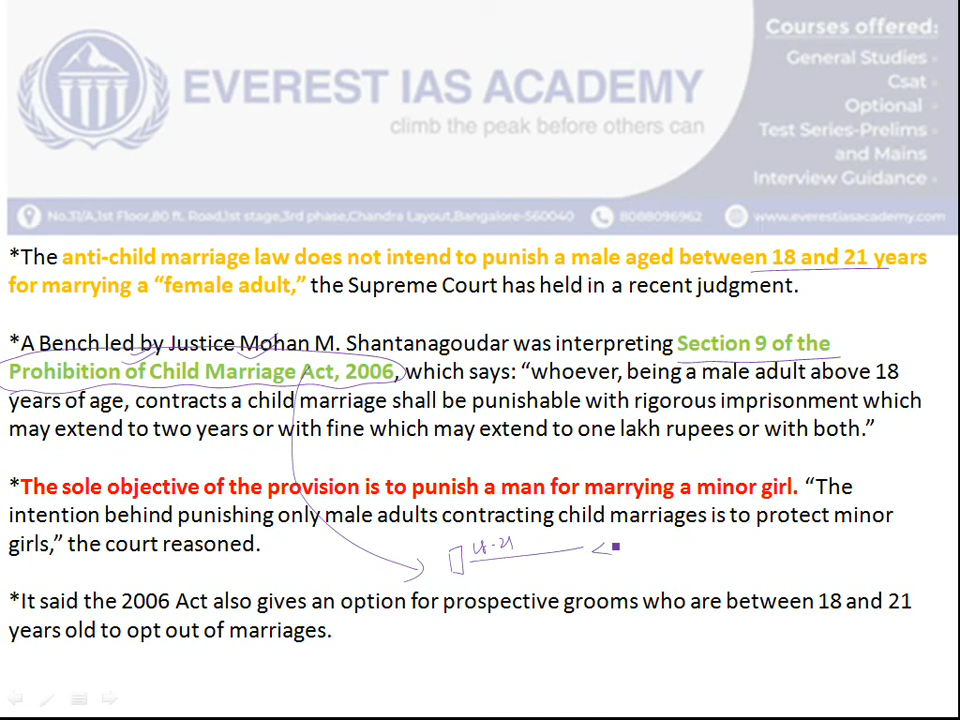 EVEREST IAS ACADEMY
climb the peak before others can
Courses offered:
General Studies
Csat
Optional
Test Series-Prelims
and Mains
Interview Guidance
No.31/A,1st Floor,80 ft. Road,1st stage,3rd phase,Chandra Layout,Bangalore-560040
8088096962
www.everestiasacademy.com
*The anti-child marriage law does not intend to punish a male aged between 18 and 21 years
for marrying a “female adult,” the Supreme Court has held in a recent judgment.
*A Bench led by Justice Mohan M. Shantanagoudar was interpreting Section 9 of the
Prohibition of Child Marriage Act, 2006, which says: “whoever, being a male adult above 18
years of age, contracts a child marriage shall be punishable with rigorous imprisonment which
may extend to two years or with fine which may extend to one lakh rupees or with both.”
*The sole objective of the provision is to punish a man for marrying a minor girl. “The
intention behind punishing only male adults contracting child marriages is to protect minor
girls,” the court reasoned.
18-21
*It said the 2006 Act also gives an option for prospective grooms who are between 18 and 21
years old to opt out of marriages.